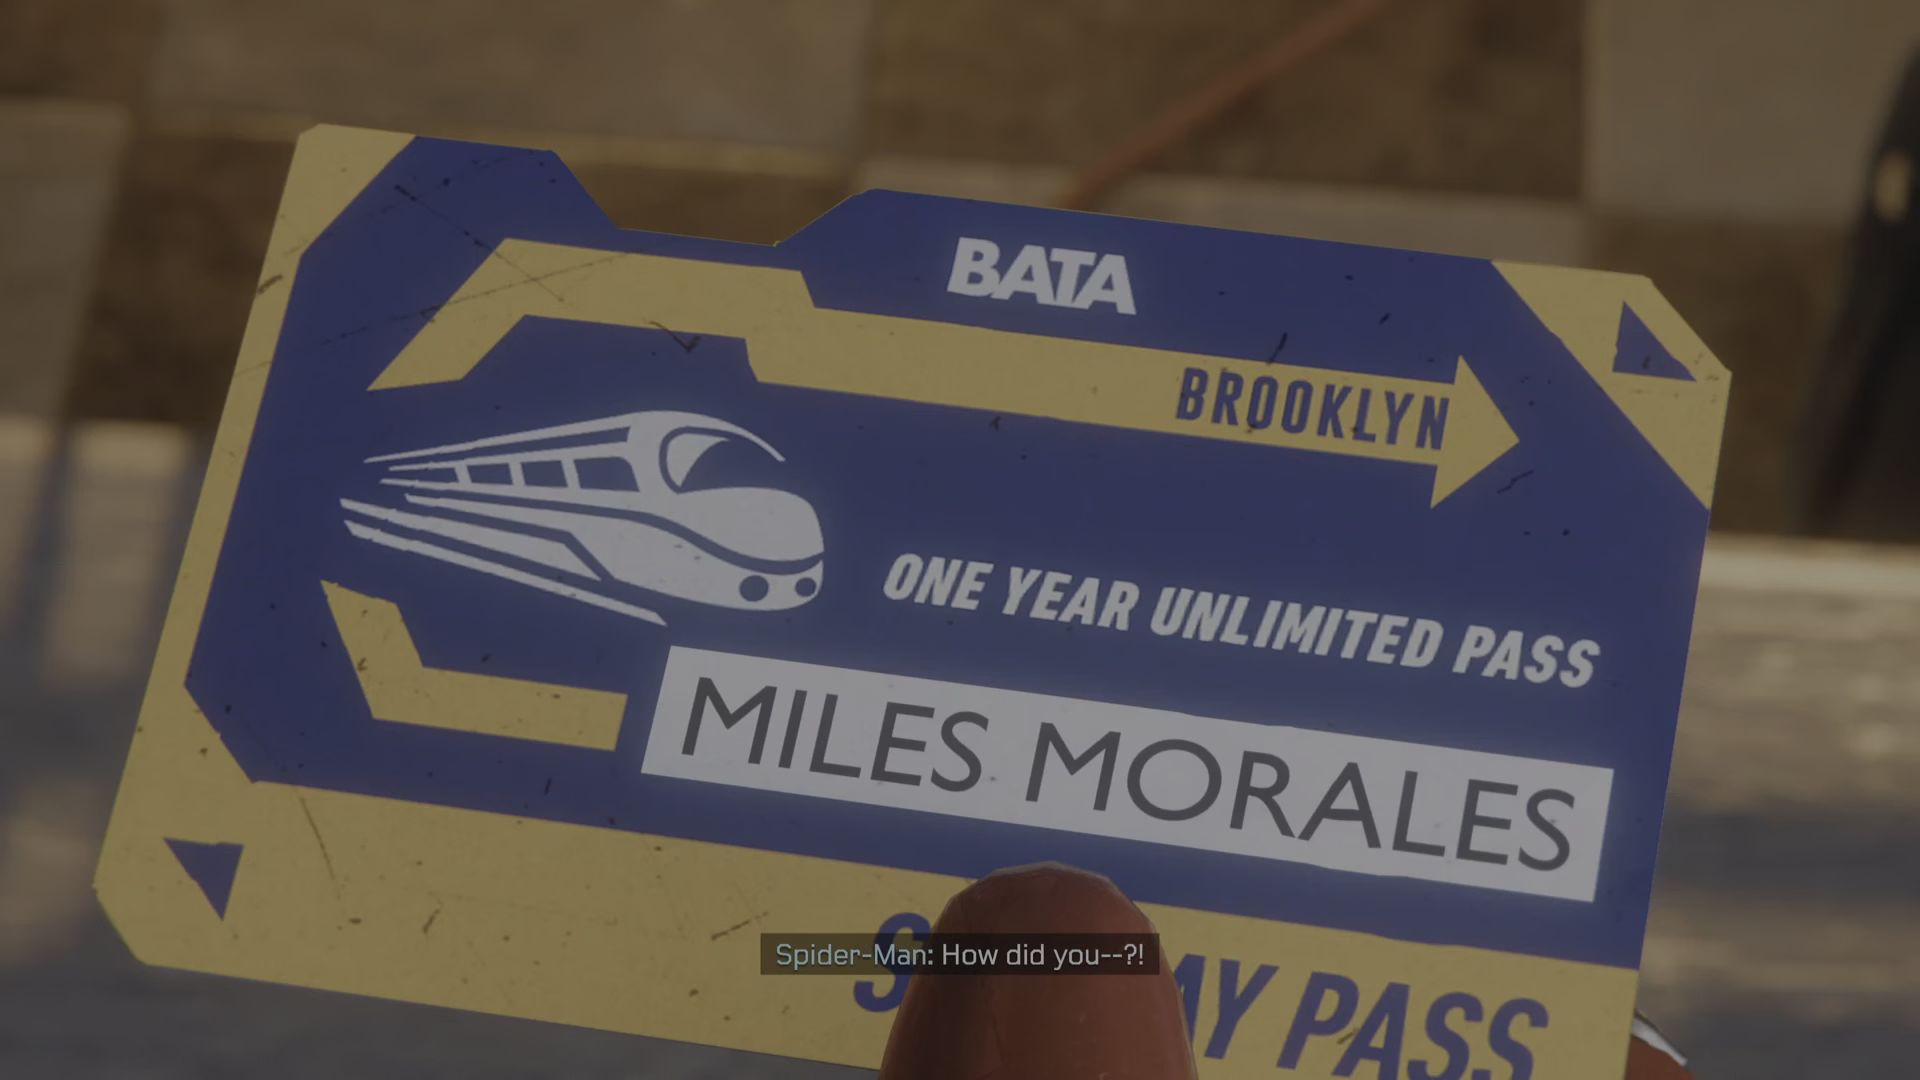 BATA
BROOKLYN
ONE YEAR UNLIMITED PASS
MILES MORALES
Spider-Man: How did you--?!
PASS